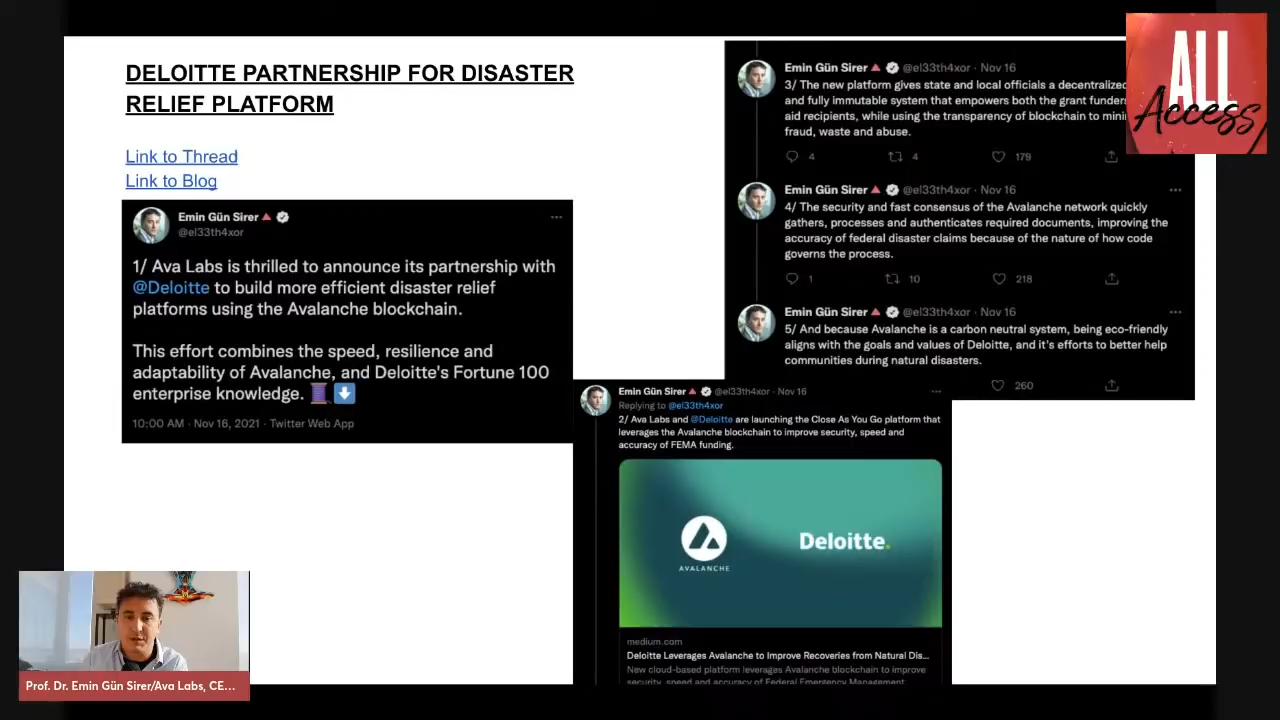 DELOITTE PARTNERSHIP FOR DISASTER
RELIEF PLATFORM
Link to Thread
Link to Blog
Emin Gün Sirer
@el33th4xor
1/ Ava Labs is thrilled to announce its partnership with
@Deloitte to build more efficient disaster relief
platforms using the Avalanche blockchain.
This effort combines the speed, resilience and
adaptability of Avalanche, and Deloitte's Fortune 100
enterprise knowledge.
10:00 AM · Nov 16, 2021 · Twitter Web App
Emin Gün Sirer @el33th4xor · Nov 16
Replying to @el33th4xor
2/ Ava Labs and @Deloitte are launching the Close As You Go platform that
leverages the Avalanche blockchain to improve security, speed and
accuracy of FEMA funding.
AVALANCHE
Deloitte.
medium.com
Deloitte Leverages Avalanche to Improve Recoveries from Natural Dis...
New cloud-based platform leverages Avalanche blockchain to improve
security, speed and accuracy of Federal Emergency Management
Emin Gün Sirer @el33th4xor · Nov 16
3/ The new platform gives state and local officials a decentralized
and fully immutable system that empowers both the grant funders
aid recipients, while using the transparency of blockchain to
fraud, waste and abuse.
4 4 179
Emin Gün Sirer @el33th4xor · Nov 16
4/ The security and fast consensus of the Avalanche network quickly
gathers, processes and authenticates required documents, improving the
accuracy of federal disaster claims because of the nature of how code
governs the process.
1 10 218
Emin Gün Sirer @el33th4xor · Nov 16
5/ And because Avalanche is a carbon neutral system, being eco-friendly
aligns with the goals and values of Deloitte, and it's efforts to better help
communities during natural disasters.
260
ALL
Access
Prof. Dr. Emin Gün Sirer/Ava Labs, CE...